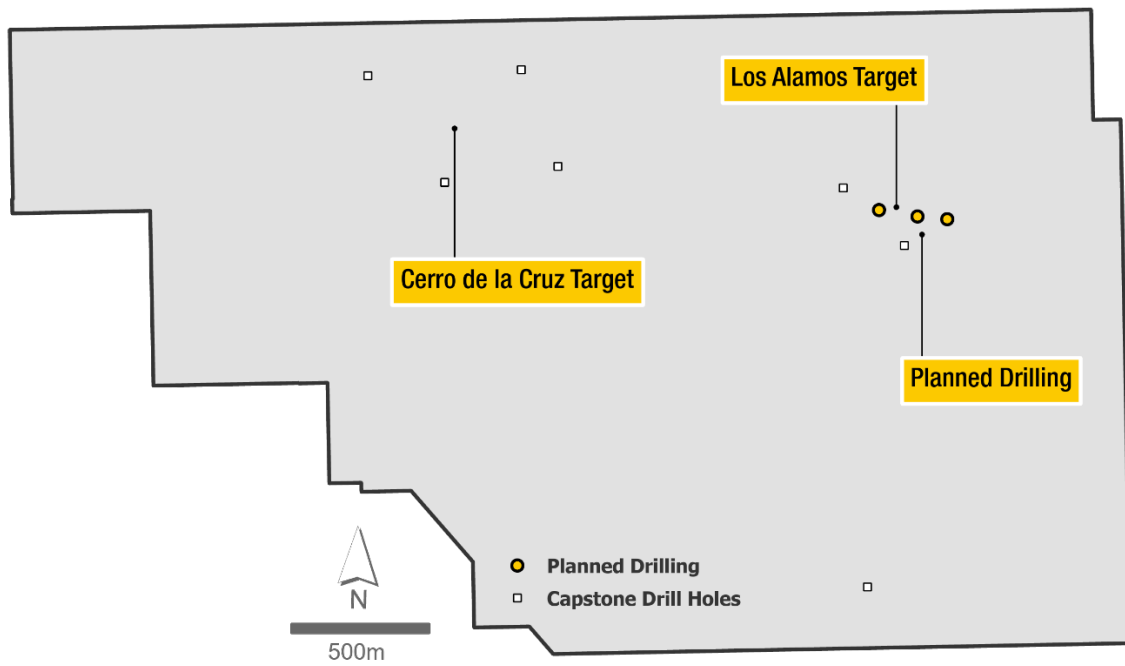 Los Alamos Target
Cerro de la Cruz Target
Planned Drilling
Planned Drilling
Capstone Drill Holes
N
500m